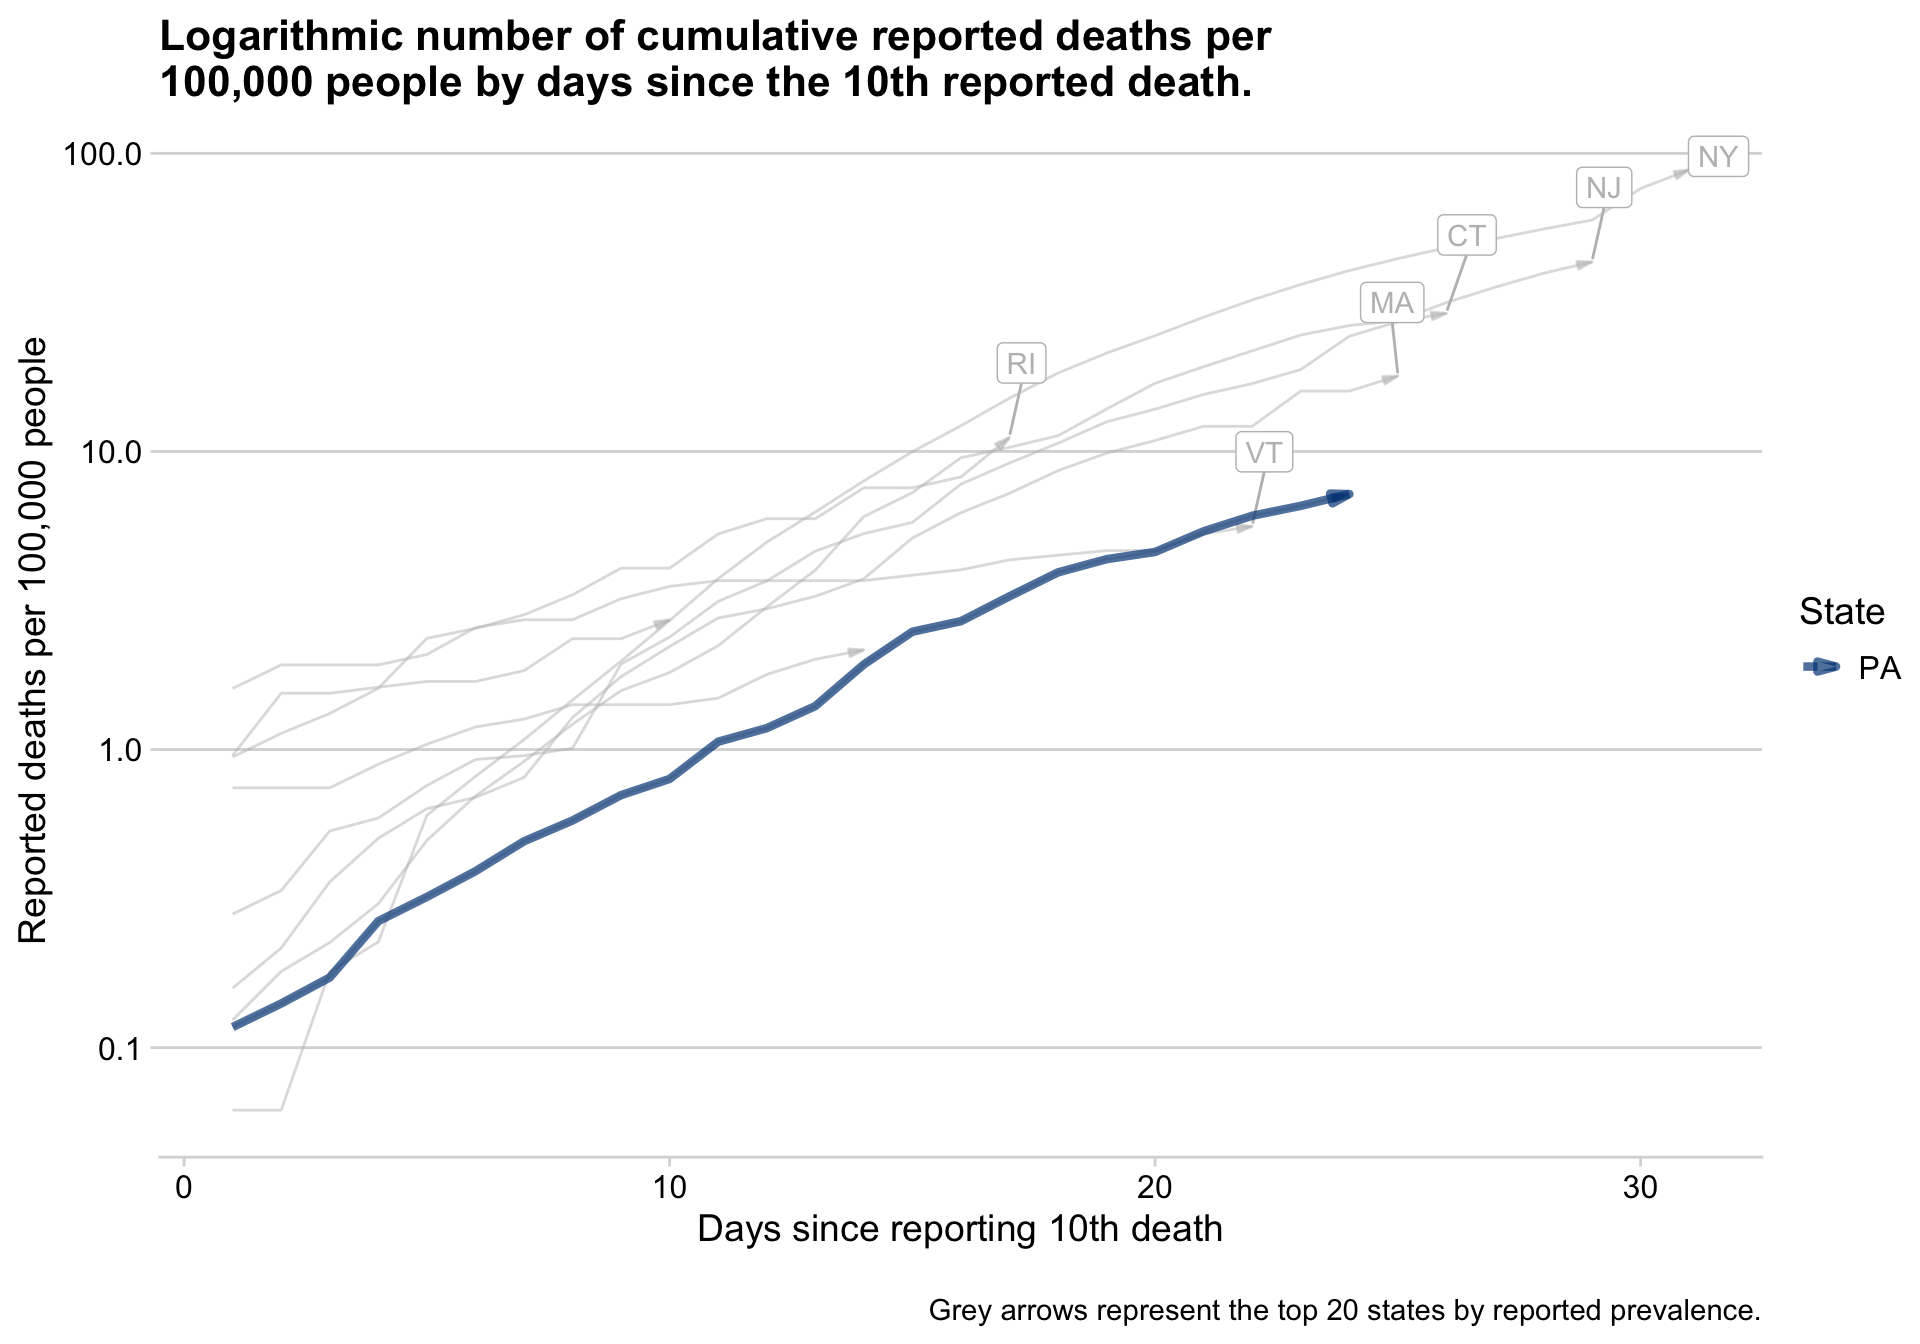 Logarithmic number of cumulative reported deaths per
100,000 people by days since the 10th reported death.
Reported deaths per 100,000 people
100.0
10.0
1.0
0.1
NY
NJ
CT
MA
RI
VT
State
PA
0
10
20
30
Days since reporting 10th death
Grey arrows represent the top 20 states by reported prevalence.